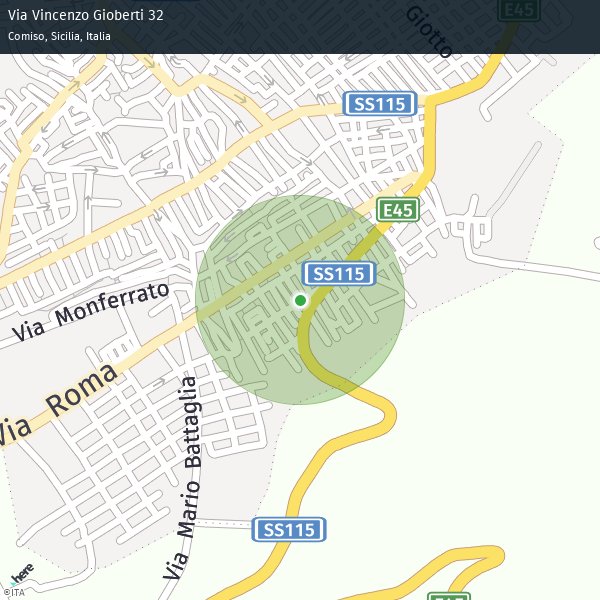 Via Vincenzo Gioberti 32
Comiso, Sicilia, Italia
Giotto
E45
SS115
E45
SS115
Via Monferrato
Via Roma
Via Mario Battaglia
SS115
here
©ITA